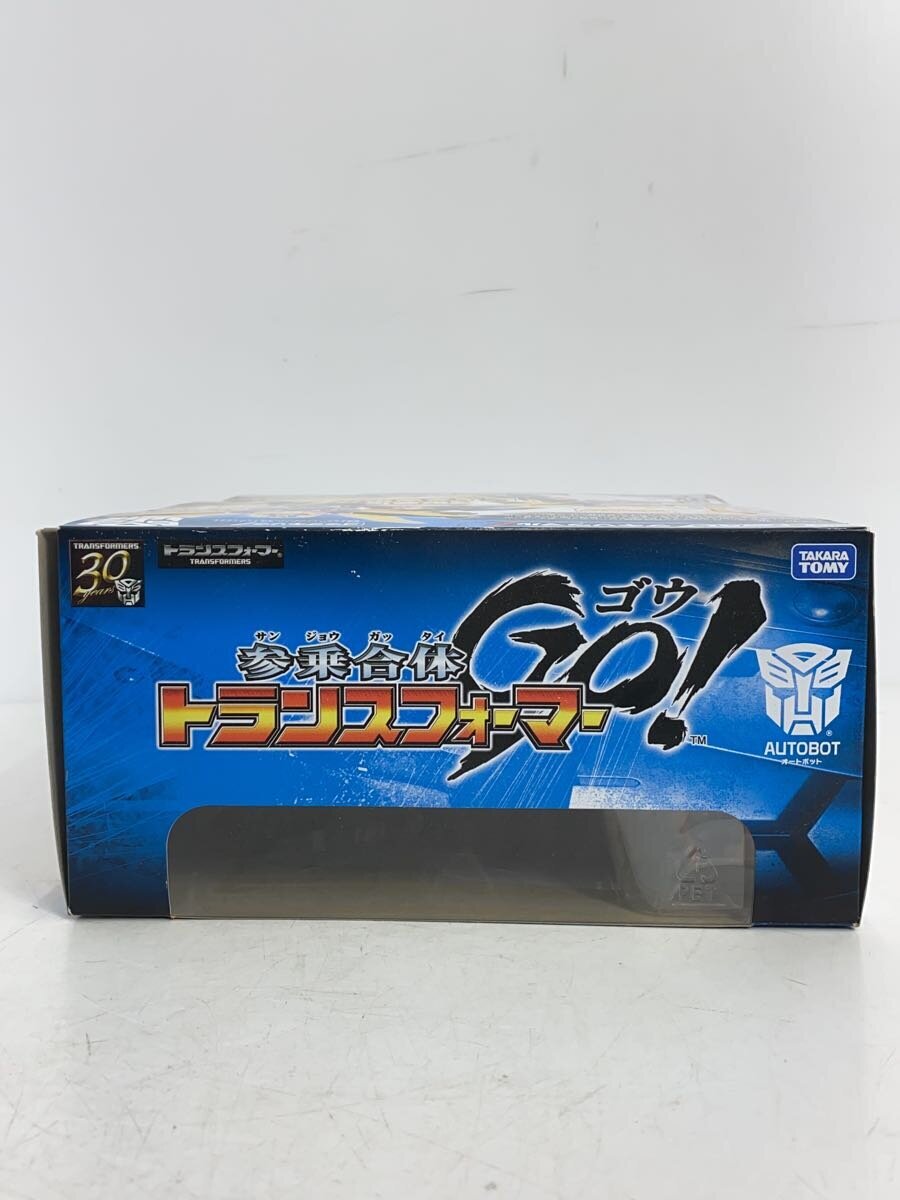 TRANSFORMERS
30
years
トランスフォーマー®
TRANSFORMERS
TAKARA
TOMY
ゴウ
サン ジョウ ガッ タイ
参乗合体
GO!
トランスフォーマー
TM
®
AUTOBOT
オートボット
PET